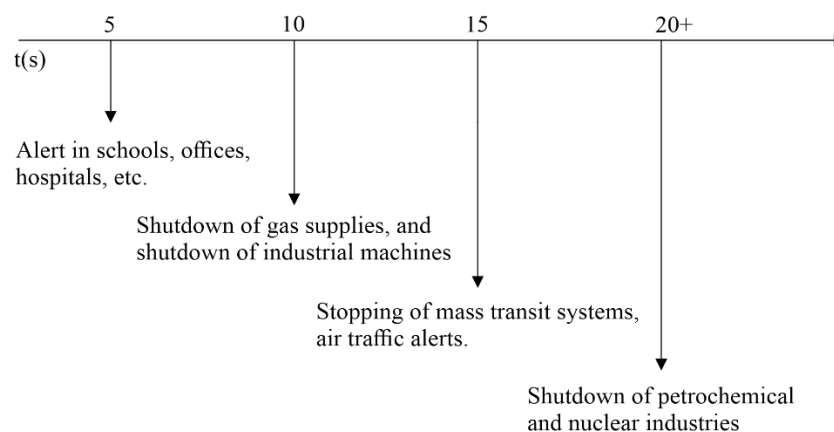 5 10 15 20+
t(s)
Alert in schools, offices,
hospitals, etc.
Shutdown of gas supplies, and
shutdown of industrial machines
Stopping of mass transit systems,
air traffic alerts.
Shutdown of petrochemical
and nuclear industries